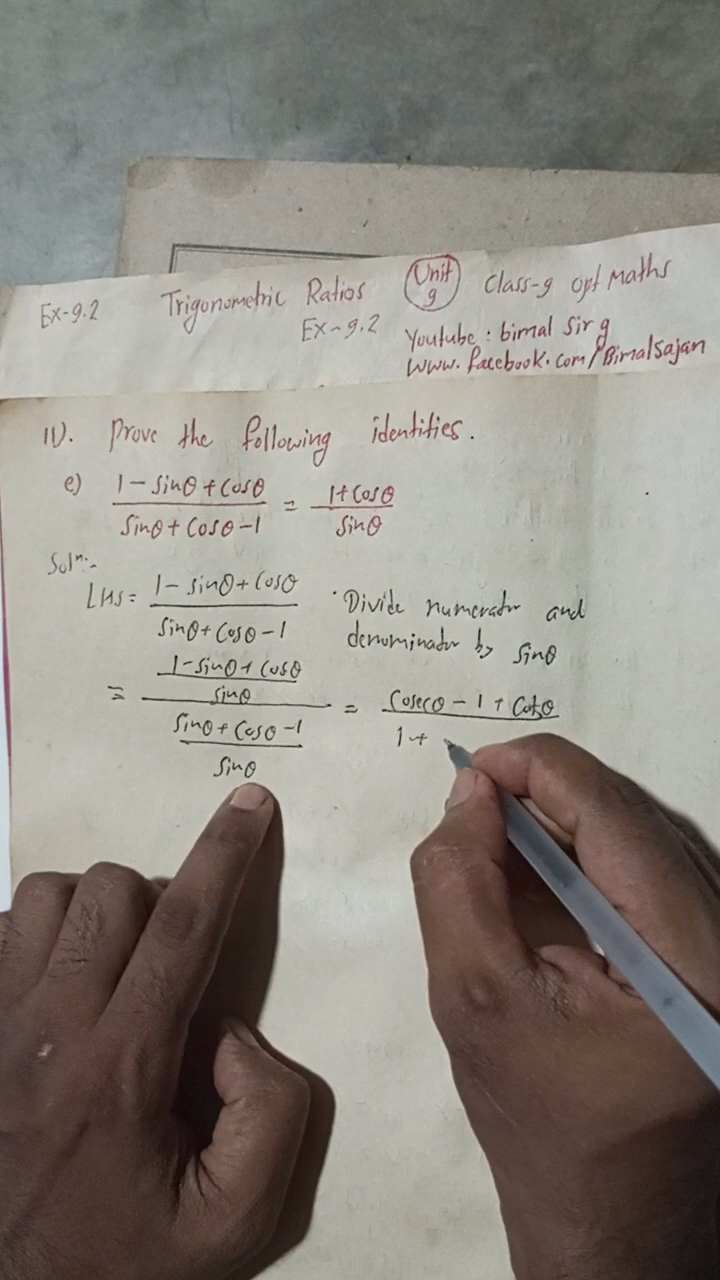 Ex-9.2 Trigonometric Ratios Unit 9 Class-9 opt Maths
Ex-9.2 Youtube : bimal Sir g
www.facebook.com/Bimalsajan
10. Prove the following identities.
e) (1 - sinθ + cosθ)/(sinθ + cosθ - 1) = (1 + cosθ)/sinθ
Solⁿ:-
LHS = (1 - sinθ + cosθ)/(sinθ + cosθ - 1) Divide numerator and
denominator by sinθ
= ((1 - sinθ + cosθ)/sinθ)/((sinθ + cosθ - 1)/sinθ) = (cosecθ - 1 + cotθ)/(1 +